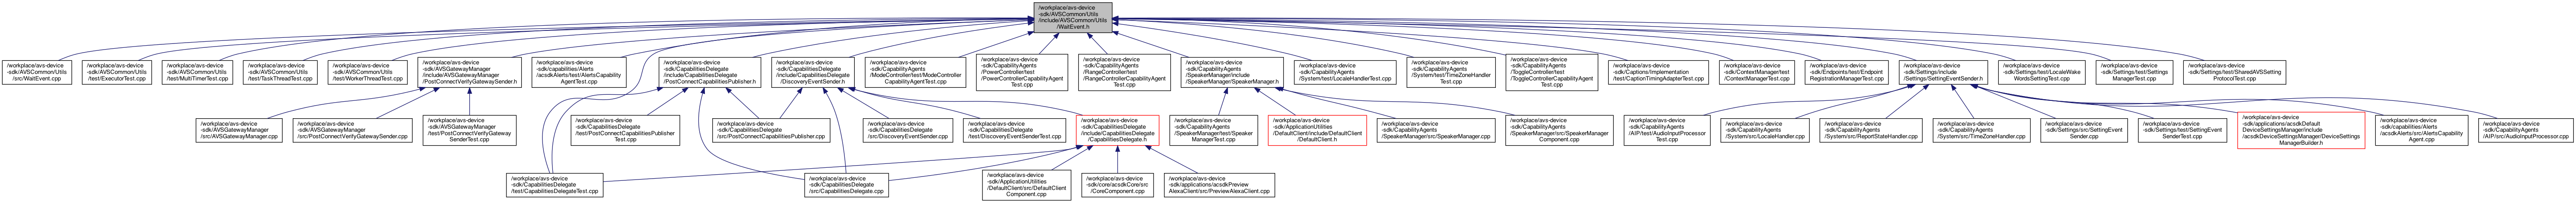 /workplace/avs-device
-sdk/AVSCommon/Utils
/include/AVSCommon/Utils
/WaitEvent.h
/workplace/avs-device
-sdk/AVSCommon/Utils
/src/WaitEvent.cpp
/workplace/avs-device
-sdk/AVSCommon/Utils
/test/ExecutorTest.cpp
/workplace/avs-device
-sdk/AVSCommon/Utils
/test/MultiTimerTest.cpp
/workplace/avs-device
-sdk/AVSCommon/Utils
/test/TaskThreadTest.cpp
/workplace/avs-device
-sdk/AVSCommon/Utils
/test/WorkerThreadTest.cpp
/workplace/avs-device
-sdk/AVSGatewayManager
/include/AVSGatewayManager
/PostConnectVerifyGatewaySender.h
/workplace/avs-device
-sdk/capabilities/Alerts
/acsdkAlerts/test/AlertsCapability
AgentTest.cpp
/workplace/avs-device
-sdk/CapabilitiesDelegate
/include/CapabilitiesDelegate
/PostConnectCapabilitiesPublisher.h
/workplace/avs-device
-sdk/CapabilitiesDelegate
/include/CapabilitiesDelegate
/DiscoveryEventSender.h
/workplace/avs-device
-sdk/CapabilityAgents
/ModeController/test/ModeController
CapabilityAgentTest.cpp
/workplace/avs-device
-sdk/CapabilityAgents
/PowerController/test
/PowerControllerCapabilityAgent
Test.cpp
/workplace/avs-device
-sdk/CapabilityAgents
/RangeController/test
/RangeControllerCapabilityAgent
Test.cpp
/workplace/avs-device
-sdk/CapabilityAgents
/SpeakerManager/include
/SpeakerManager/SpeakerManager.h
/workplace/avs-device
-sdk/CapabilityAgents
/System/test/LocaleHandlerTest.cpp
/workplace/avs-device
-sdk/CapabilityAgents
/System/test/TimeZoneHandler
Test.cpp
/workplace/avs-device
-sdk/CapabilityAgents
/ToggleController/test
/ToggleControllerCapabilityAgent
Test.cpp
/workplace/avs-device
-sdk/Captions/Implementation
/test/CaptionTimingAdapterTest.cpp
/workplace/avs-device
-sdk/ContextManager/test
/ContextManagerTest.cpp
/workplace/avs-device
-sdk/Endpoints/test/Endpoint
RegistrationManagerTest.cpp
/workplace/avs-device
-sdk/Settings/include
/Settings/SettingEventSender.h
/workplace/avs-device
-sdk/Settings/test/LocaleWake
WordsSettingTest.cpp
/workplace/avs-device
-sdk/Settings/test/Settings
ManagerTest.cpp
/workplace/avs-device
-sdk/Settings/test/SharedAVSSetting
ProtocolTest.cpp
/workplace/avs-device
-sdk/AVSGatewayManager
/src/AVSGatewayManager.cpp
/workplace/avs-device
-sdk/AVSGatewayManager
/src/PostConnectVerifyGatewaySender.cpp
/workplace/avs-device
-sdk/AVSGatewayManager
/test/PostConnectVerifyGateway
SenderTest.cpp
/workplace/avs-device
-sdk/CapabilitiesDelegate
/test/PostConnectCapabilitiesPublisher
Test.cpp
/workplace/avs-device
-sdk/CapabilitiesDelegate
/src/PostConnectCapabilitiesPublisher.cpp
/workplace/avs-device
-sdk/CapabilitiesDelegate
/src/DiscoveryEventSender.cpp
/workplace/avs-device
-sdk/CapabilitiesDelegate
/test/DiscoveryEventSenderTest.cpp
/workplace/avs-device
-sdk/CapabilitiesDelegate
/include/CapabilitiesDelegate
/CapabilitiesDelegate.h
/workplace/avs-device
-sdk/CapabilityAgents
/SpeakerManager/test/Speaker
ManagerTest.cpp
/workplace/avs-device
-sdk/ApplicationUtilities
/DefaultClient/include/DefaultClient
/DefaultClient.h
/workplace/avs-device
-sdk/CapabilityAgents
/SpeakerManager/src/SpeakerManager.cpp
/workplace/avs-device
-sdk/CapabilityAgents
/SpeakerManager/src/SpeakerManager
Component.cpp
/workplace/avs-device
-sdk/CapabilityAgents
/AIP/test/AudioInputProcessor
Test.cpp
/workplace/avs-device
-sdk/CapabilityAgents
/System/src/LocaleHandler.cpp
/workplace/avs-device
-sdk/CapabilityAgents
/System/src/ReportStateHandler.cpp
/workplace/avs-device
-sdk/CapabilityAgents
/System/src/TimeZoneHandler.cpp
/workplace/avs-device
-sdk/Settings/src/SettingEvent
Sender.cpp
/workplace/avs-device
-sdk/Settings/test/SettingEvent
SenderTest.cpp
/workplace/avs-device
-sdk/applications/acsdkDefault
DeviceSettingsManager/include
/acsdkDeviceSettingsManager/DeviceSettings
ManagerBuilder.h
/workplace/avs-device
-sdk/capabilities/Alerts
/acsdkAlerts/src/AlertsCapability
Agent.cpp
/workplace/avs-device
-sdk/CapabilityAgents
/AIP/src/AudioInputProcessor.cpp
/workplace/avs-device
-sdk/CapabilitiesDelegate
/test/CapabilitiesDelegateTest.cpp
/workplace/avs-device
-sdk/CapabilitiesDelegate
/src/CapabilitiesDelegate.cpp
/workplace/avs-device
-sdk/ApplicationUtilities
/DefaultClient/src/DefaultClient
Component.cpp
/workplace/avs-device
-sdk/core/acsdkCore/src
/CoreComponent.cpp
/workplace/avs-device
-sdk/applications/acsdkPreview
AlexaClient/src/PreviewAlexaClient.cpp